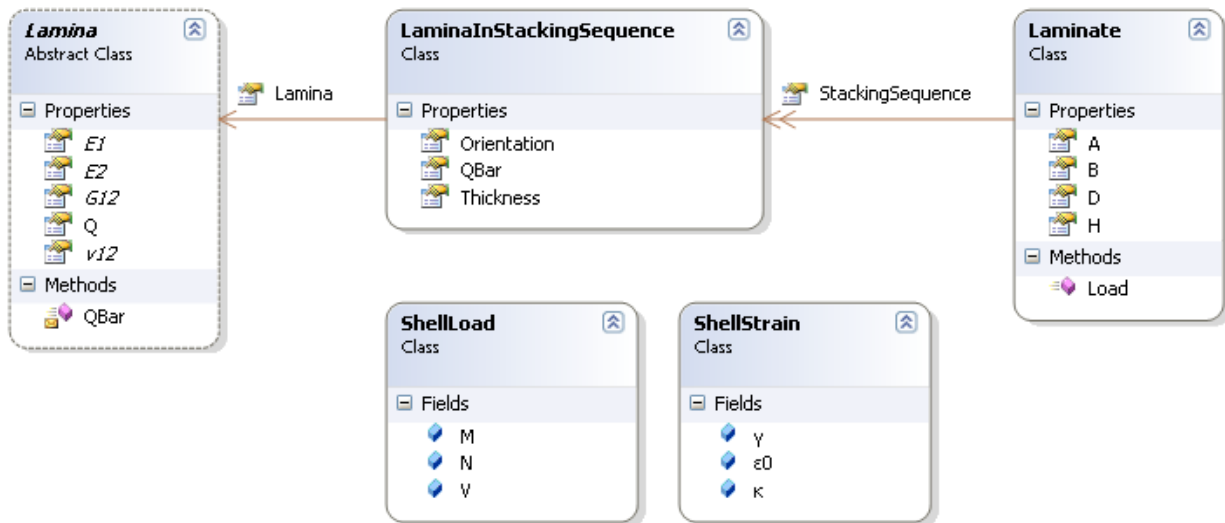 Lamina
Abstract Class
Properties
E1
E2
G12
Q
v12
Methods
QBar
Lamina
LaminaInStackingSequence
Class
Properties
Orientation
QBar
Thickness
StackingSequence
Laminate
Class
Properties
A
B
D
H
Methods
Load
ShellLoad
Class
Fields
M
N
V
ShellStrain
Class
Fields
γ
ε0
κ